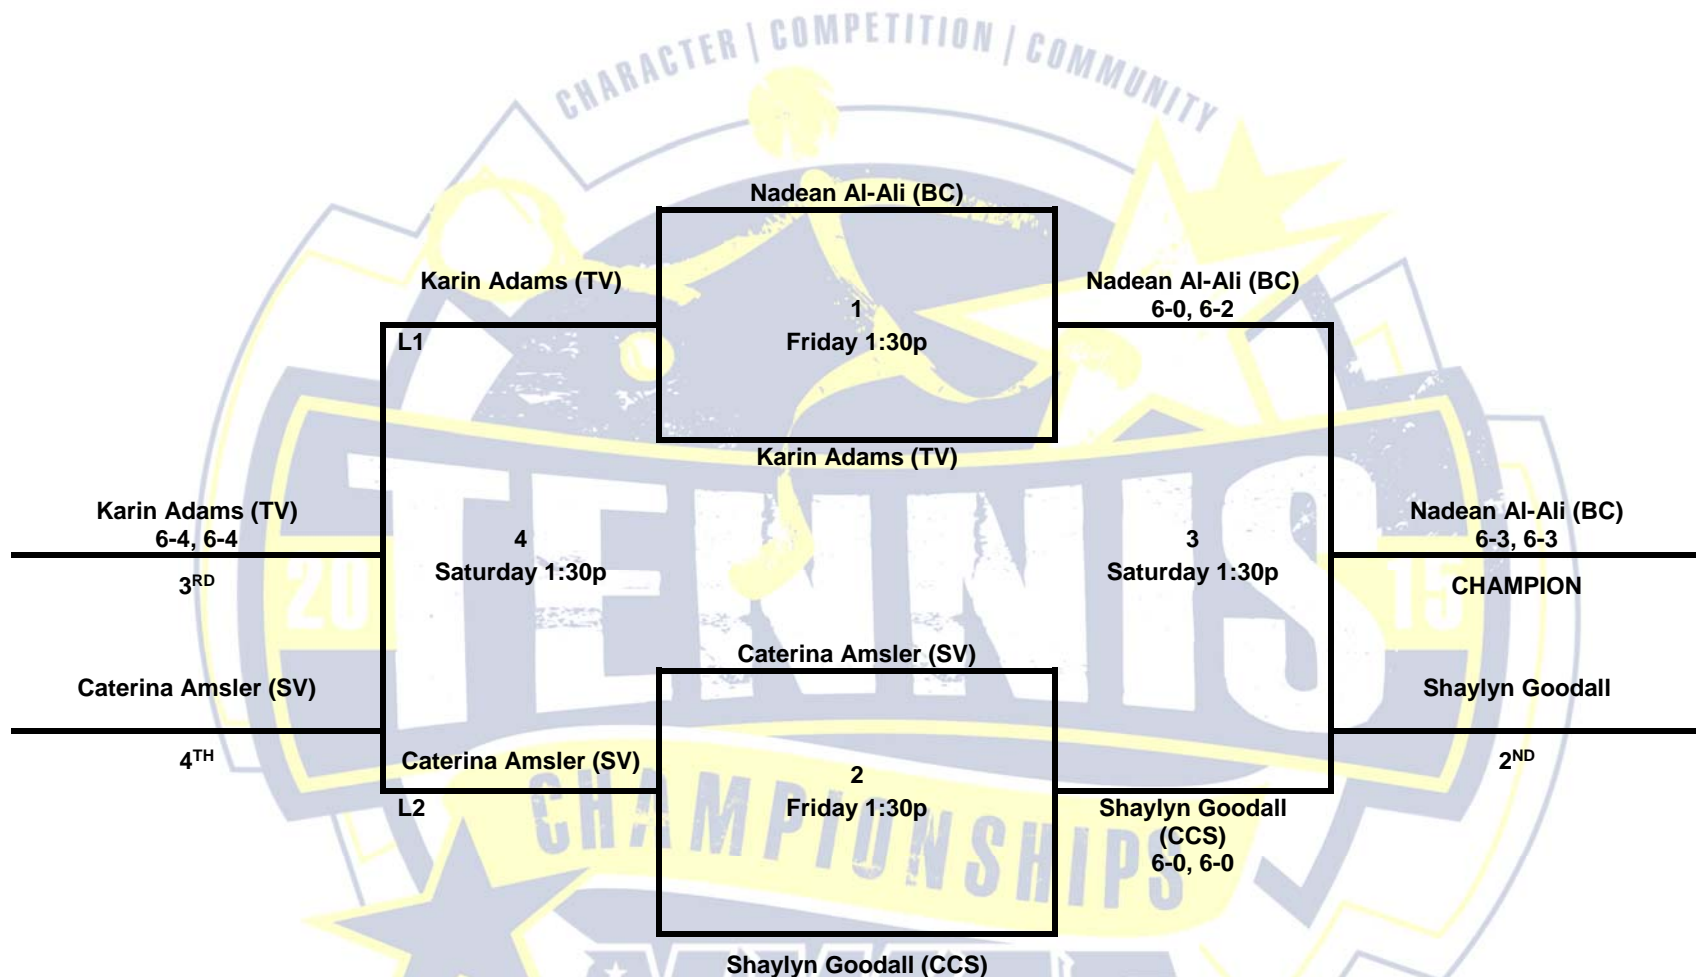 CHARACTER | COMPETITION | COMMUNITY
Nadean Al-Ali (BC)
Karin Adams (TV)
Nadean Al-Ali (BC)
6-0, 6-2
1
Friday 1:30p
L1
Karin Adams (TV)
Karin Adams (TV)
6-4, 6-4
3RD
4
Saturday 1:30p
3
Saturday 1:30p
Nadean Al-Ali (BC)
6-3, 6-3
CHAMPION
20 TENNIS 15
Caterina Amsler (SV)
Caterina Amsler (SV)
4TH
Shaylyn Goodall
2ND
Caterina Amsler (SV)
L2
2
Friday 1:30p
Shaylyn Goodall
(CCS)
6-0, 6-0
CHAMPIONSHIPS
Shaylyn Goodall (CCS)